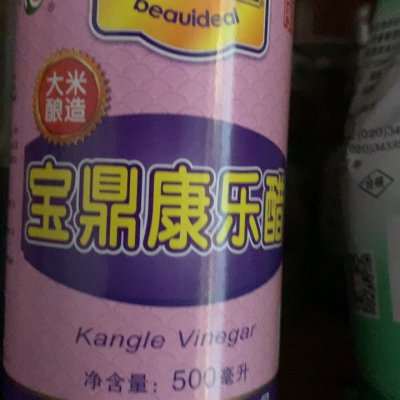 beauideal
大米
酿造
宝鼎康乐醋
Kangle Vinegar
净含量：500毫升